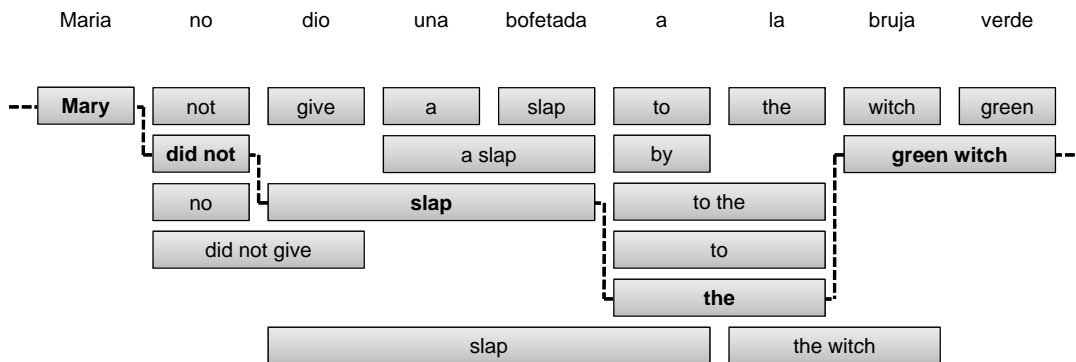 Maria no dio una bofetada a la bruja verde
Mary not give a slap to the witch green
did not a slap by green witch
no slap to the
did not give to
the
slap the witch